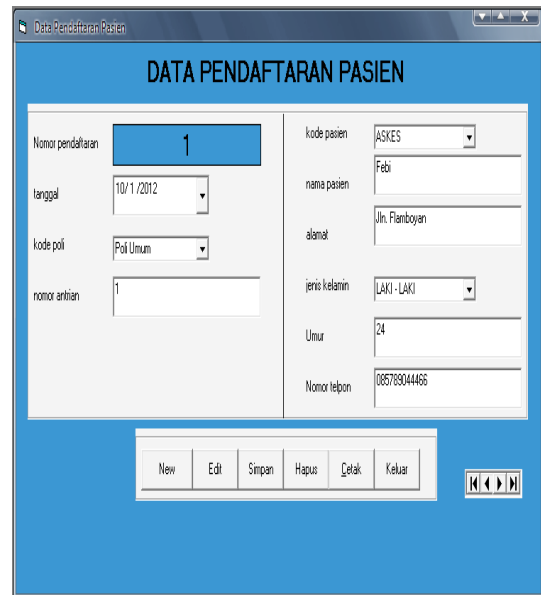 Data Pendaftaran Pasien
DATA PENDAFTARAN PASIEN
Nomor pendaftaran 1
tanggal 10/ 1 /2012
kode poli Poli Umum
nomor antrian 1
kode pasien ASKES
nama pasien Febi
alamat Jln. Flamboyan
jenis kelamin LAKI - LAKI
Umur 24
Nomor telpon 085789044466
New Edit Simpan Hapus Cetak Keluar